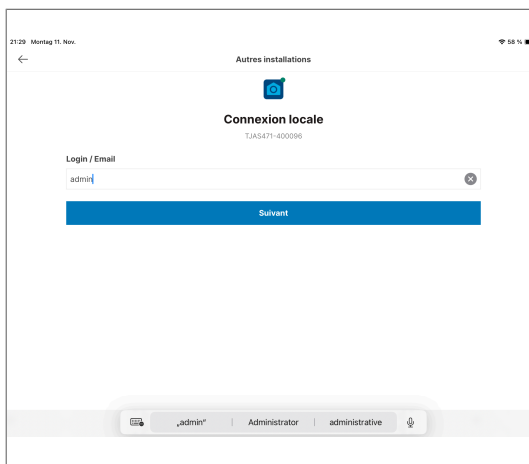 21:29 Montag 11. Nov.
58 %
Autres installations
Connexion locale
TJAS471-400096
Login / Email
admin
Suivant
„admin“
Administrator
administrative